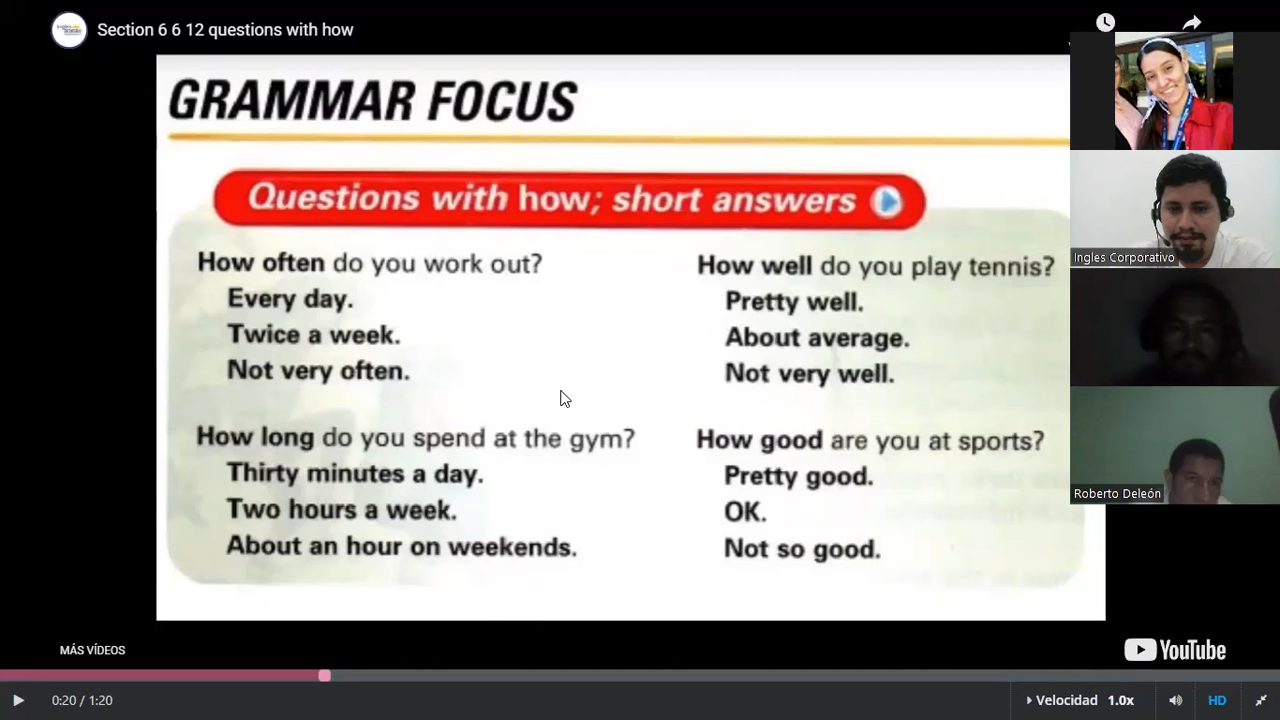 Section 6 6 12 questions with how
GRAMMAR FOCUS
Questions with how; short answers
How often do you work out?
Every day.
Twice a week.
Not very often.
How well do you play tennis?
Pretty well.
About average.
Not very well.
How long do you spend at the gym?
Thirty minutes a day.
Two hours a week.
About an hour on weekends.
How good are you at sports?
Pretty good.
OK.
Not so good.
Ingles Corporativo
Roberto Deleón
MÁS VÍDEOS
YouTube
0:20 / 1:20
Velocidad 1.0x
HD